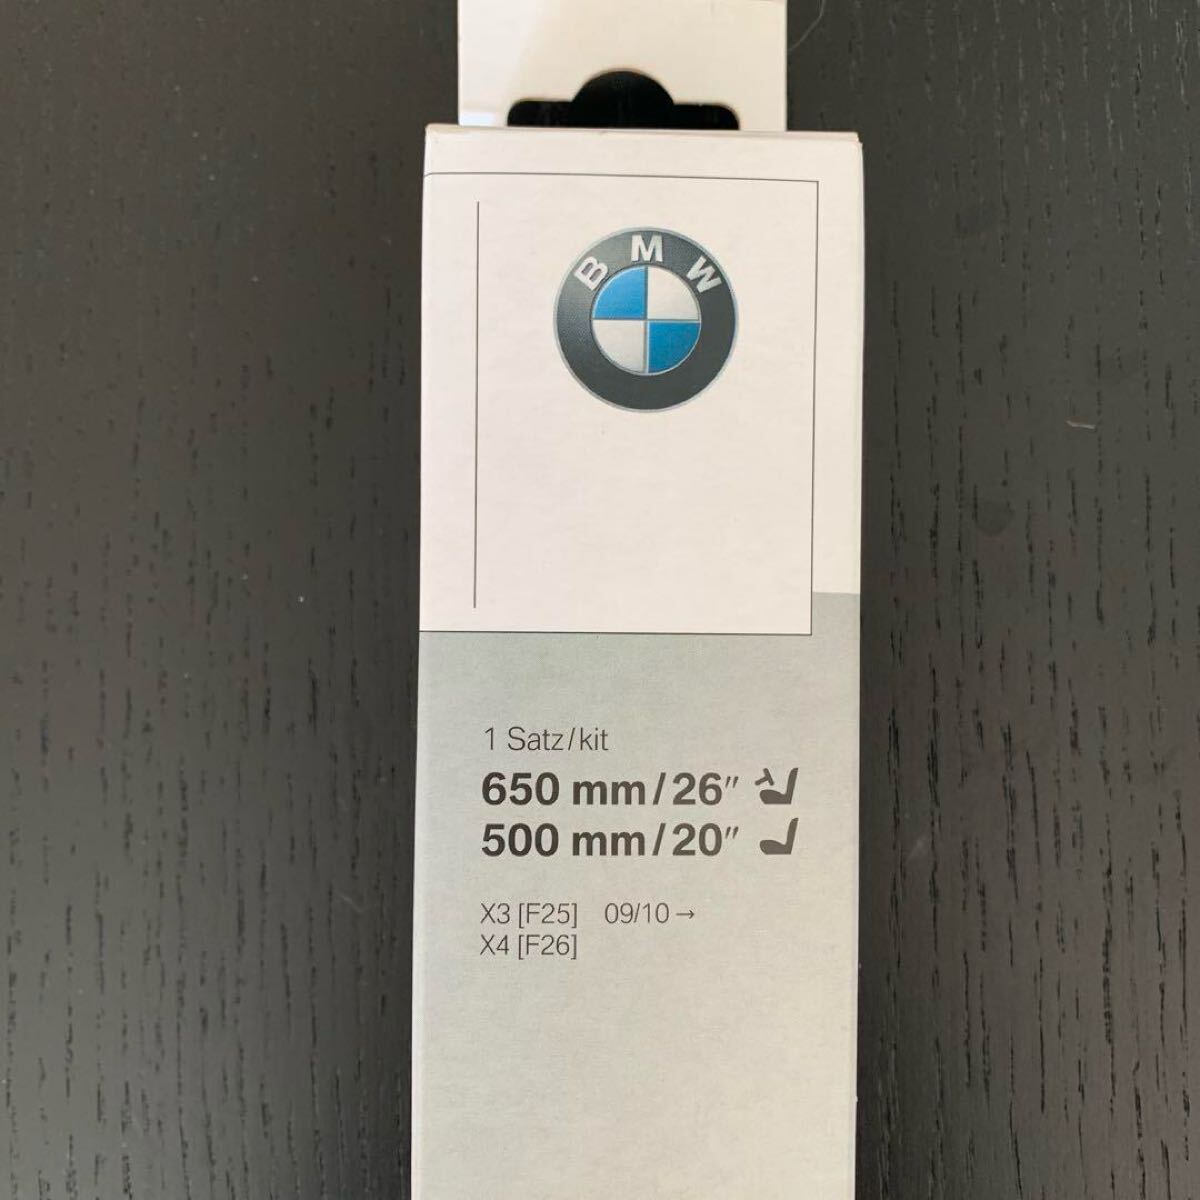 BMW
1 Satz/kit
650 mm/26"
500 mm/20"
X3 [F25] 09/10→
X4 [F26]